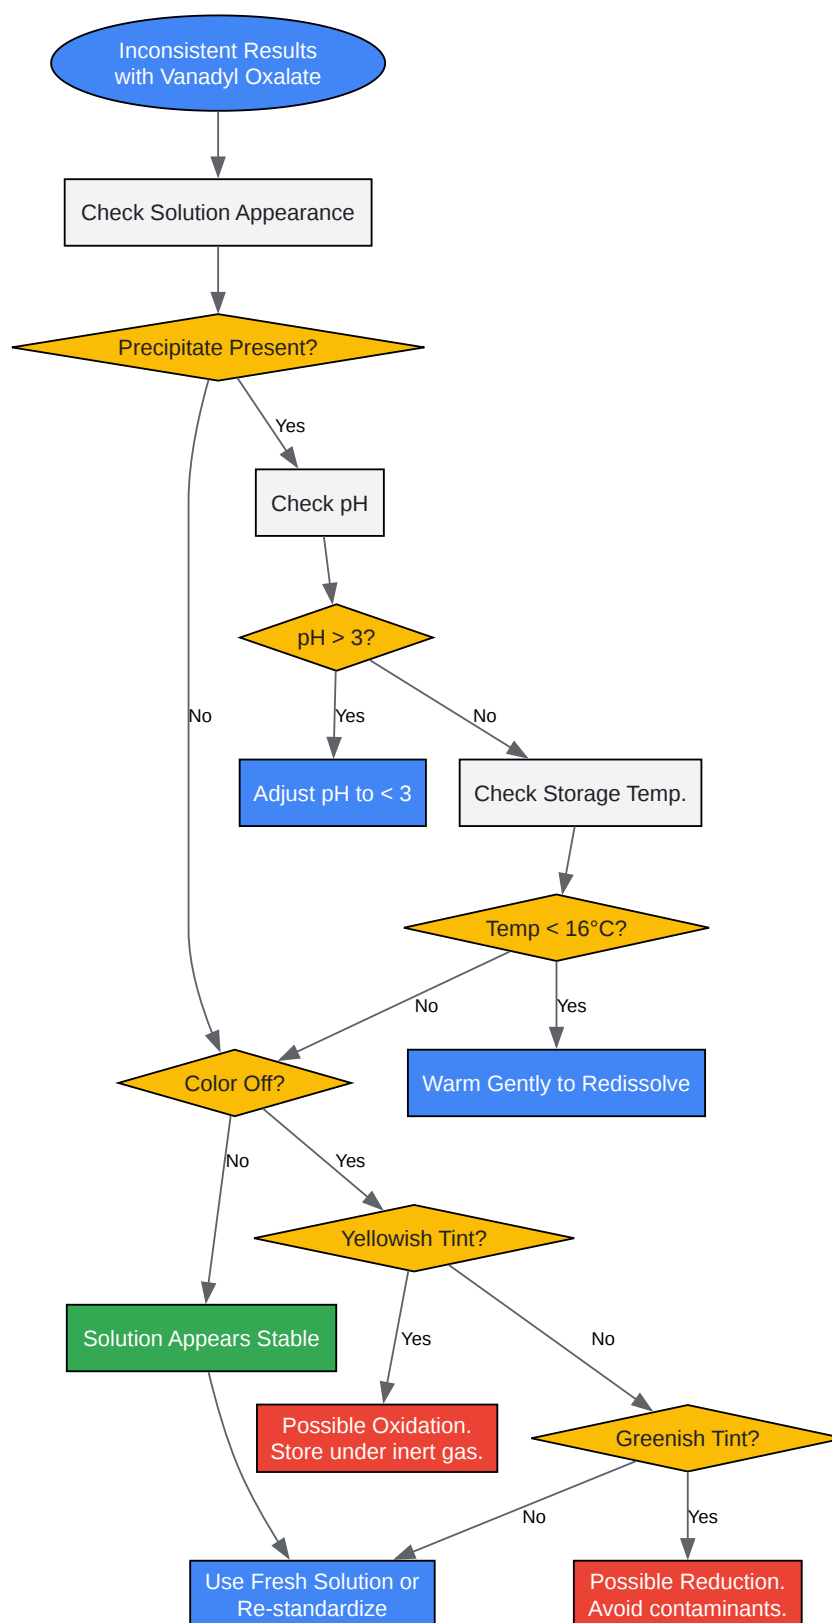 Inconsistent Results
with Vanadyl Oxalate
Check Solution Appearance
Precipitate Present?
Yes
Check pH
pH > 3?
No
Yes
No
Adjust pH to < 3
Check Storage Temp.
Temp < 16°C?
No
Yes
Color Off?
Warm Gently to Redissolve
No
Yes
Yellowish Tint?
Solution Appears Stable
Yes
No
Possible Oxidation.
Store under inert gas.
Greenish Tint?
No
Yes
Use Fresh Solution or
Re-standardize
Possible Reduction.
Avoid contaminants.